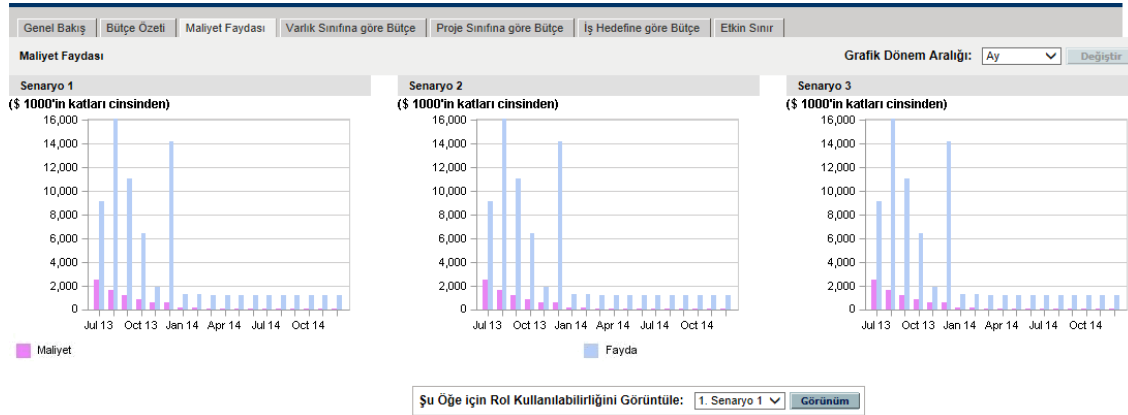 Genel Bakış Bütçe Özeti Maliyet Faydası Varlık Sınıfına göre Bütçe Proje Sınıfına göre Bütçe İş Hedefine göre Bütçe Etkin Sınır
Maliyet Faydası Grafik Dönem Aralığı: Ay Değiştir
Senaryo 1 Senaryo 2 Senaryo 3
($ 1000'in katları cinsinden) ($ 1000'in katları cinsinden) ($ 1000'in katları cinsinden)
16,000 16,000 16,000
14,000 14,000 14,000
12,000 12,000 12,000
10,000 10,000 10,000
8,000 8,000 8,000
6,000 6,000 6,000
4,000 4,000 4,000
2,000 2,000 2,000
0 0 0
Jul 13 Oct 13 Jan 14 Apr 14 Jul 14 Oct 14 Jul 13 Oct 13 Jan 14 Apr 14 Jul 14 Oct 14 Jul 13 Oct 13 Jan 14 Apr 14 Jul 14 Oct 14
Maliyet Fayda
Şu Öğe için Rol Kullanılabilirliğini Görüntüle: 1. Senaryo 1 Görünüm